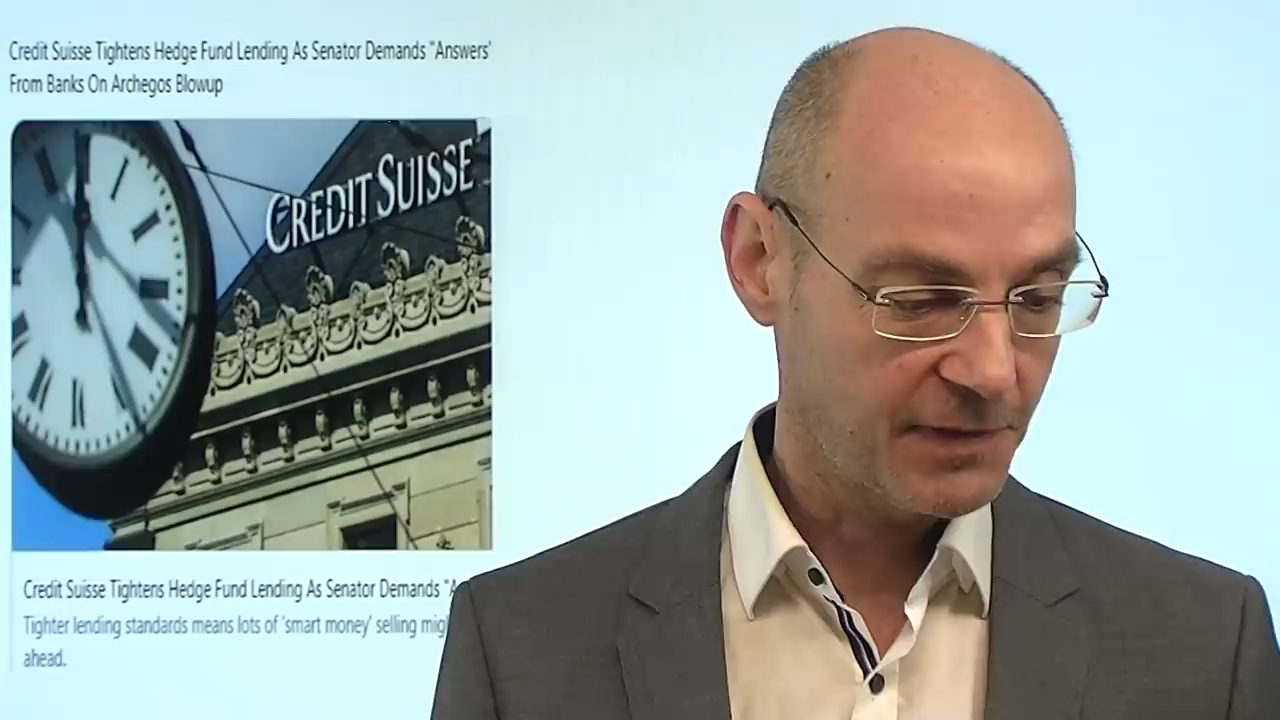 Credit Suisse Tightens Hedge Fund Lending As Senator Demands "Answers'
From Banks On Archegos Blowup
CREDIT SUISSE
Credit Suisse Tightens Hedge Fund Lending As Senator Demands "A
Tighter lending standards means lots of 'smart money' selling mig
ahead.